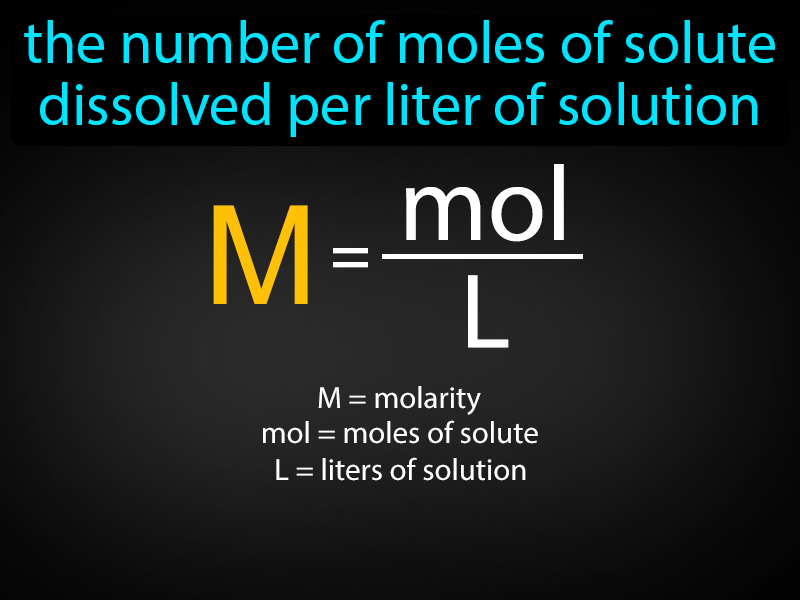 the number of moles of solute
dissolved per liter of solution
M = mol
L
M = molarity
mol = moles of solute
L = liters of solution